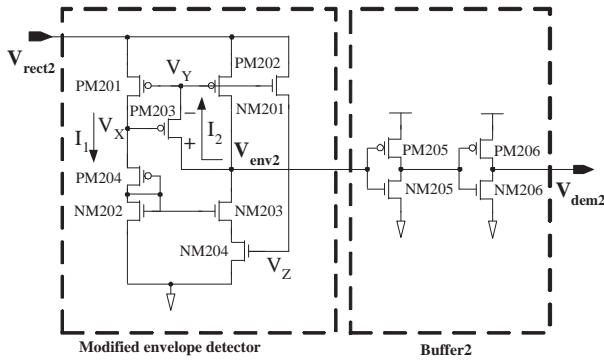 V_rect2
PM201
V_Y
PM202
NM201
PM203
− 
+
I_1
V_X
I_2
V_env2
PM204
NM202
NM203
NM204
V_Z
PM205
NM205
PM206
NM206
V_dem2
Modified envelope detector
Buffer2